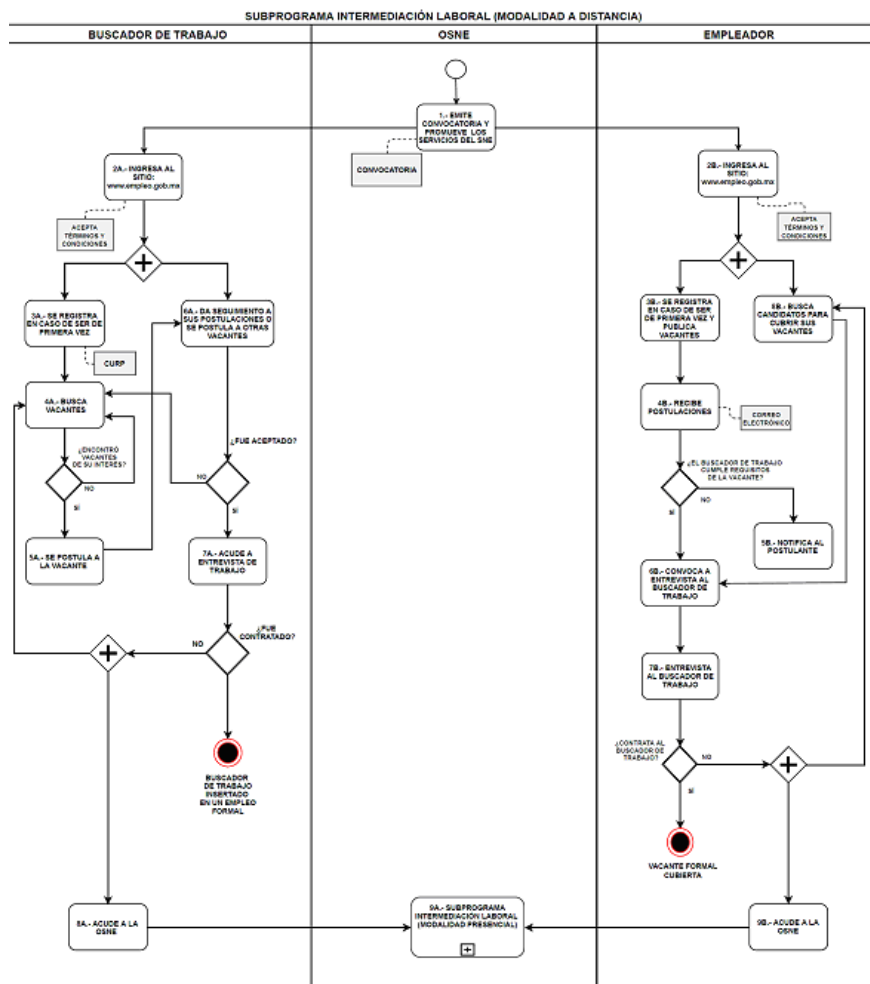 SUBPROGRAMA INTERMEDIACIÓN LABORAL (MODALIDAD A DISTANCIA)
BUSCADOR DE TRABAJO
OSNE
EMPLEADOR
1.- EMITE
CONVOCATORIA Y
PROMUEVE LOS
SERVICIOS DEL SNE
CONVOCATORIA
2A.- INGRESA AL
SITIO:
www.empleo.gob.mx
ACEPTA
TÉRMINOS Y
CONDICIONES
3A.- SE REGISTRA
EN CASO DE SER DE
PRIMERA VEZ
CURP
6A.- DA SEGUIMIENTO A
SUS POSTULACIONES O
SE POSTULA A OTRAS
VACANTES
4A.- BUSCA
VACANTES
¿ENCONTRÓ
VACANTES
DE SU INTERÉS?
NO
SÍ
5A.- SE POSTULA A
LA VACANTE
¿FUE ACEPTADO?
NO
SÍ
7A.- ACUDE A
ENTREVISTA DE
TRABAJO
¿FUE
CONTRATADO?
NO
BUSCADOR
DE TRABAJO
INSERTADO
EN UN EMPLEO
FORMAL
8A.- ACUDE A LA
OSNE
9A.- SUBPROGRAMA
INTERMEDIACIÓN LABORAL
(MODALIDAD PRESENCIAL)
2B.- INGRESA AL
SITIO:
www.empleo.gob.mx
ACEPTA
TÉRMINOS Y
CONDICIONES
3B.- SE REGISTRA
EN CASO DE SER
DE PRIMERA VEZ Y
PUBLICA
VACANTES
8B.- BUSCA
CANDIDATOS PARA
CUBRIR SUS
VACANTES
4B.- RECIBE
POSTULACIONES
CORREO
ELECTRÓNICO
¿EL BUSCADOR DE TRABAJO
CUMPLE REQUISITOS
DE LA VACANTE?
NO
SÍ
5B.- NOTIFICA AL
POSTULANTE
6B.- CONVOCA A
ENTREVISTA AL
BUSCADOR DE
TRABAJO
7B.- ENTREVISTA
AL BUSCADOR DE
TRABAJO
¿CONTRATA AL
BUSCADOR DE
TRABAJO?
NO
SÍ
VACANTE FORMAL
CUBIERTA
9B.- ACUDE A LA
OSNE